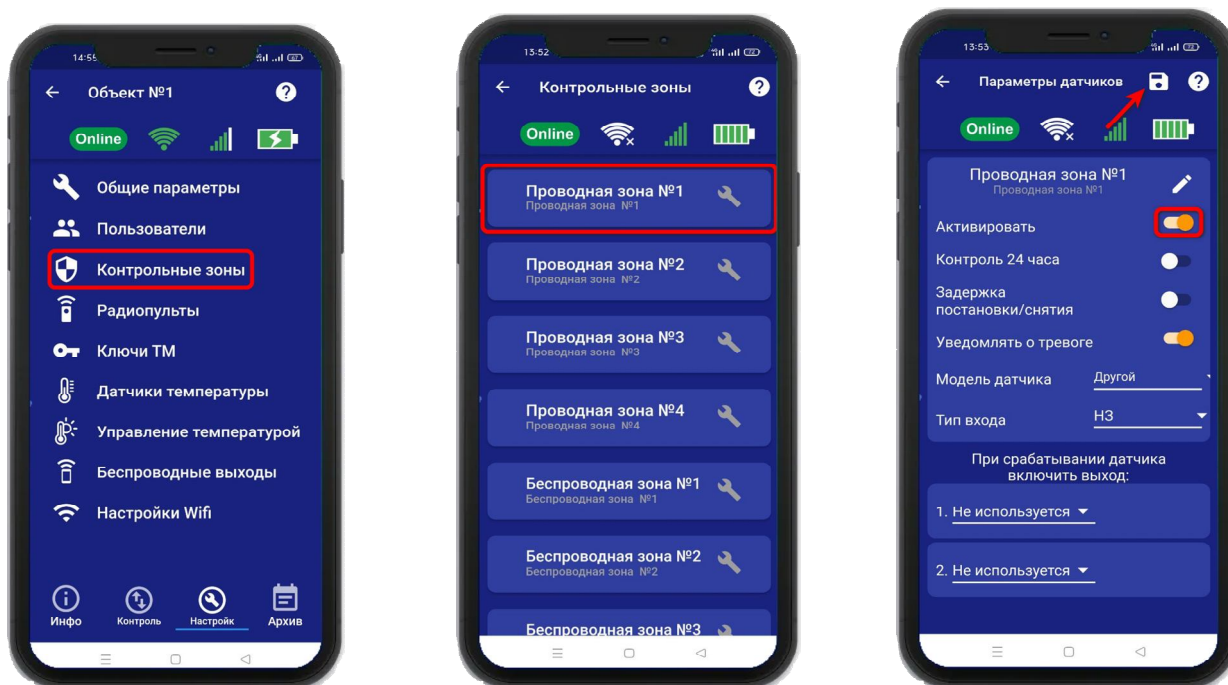 14:55
Объект №1
Online
Общие параметры
Пользователи
Контрольные зоны
Радиопульты
Ключи ТМ
Датчики температуры
Управление температурой
Беспроводные выходы
Настройки Wifi
Инфо
Контроль
Настройк
Архив
13:52
Контрольные зоны
Online
Проводная зона №1
Проводная зона №1
Проводная зона №2
Проводная зона №2
Проводная зона №3
Проводная зона №3
Проводная зона №4
Проводная зона №4
Беспроводная зона №1
Беспроводная зона №1
Беспроводная зона №2
Беспроводная зона №2
Беспроводная зона №3
13:53
Параметры датчиков
Online
Проводная зона №1
Проводная зона №1
Активировать
Контроль 24 часа
Задержка
постановки/снятия
Уведомлять о тревоге
Модель датчика Другой
Тип входа НЗ
При срабатывании датчика
включить выход:
1. Не используется
2. Не используется